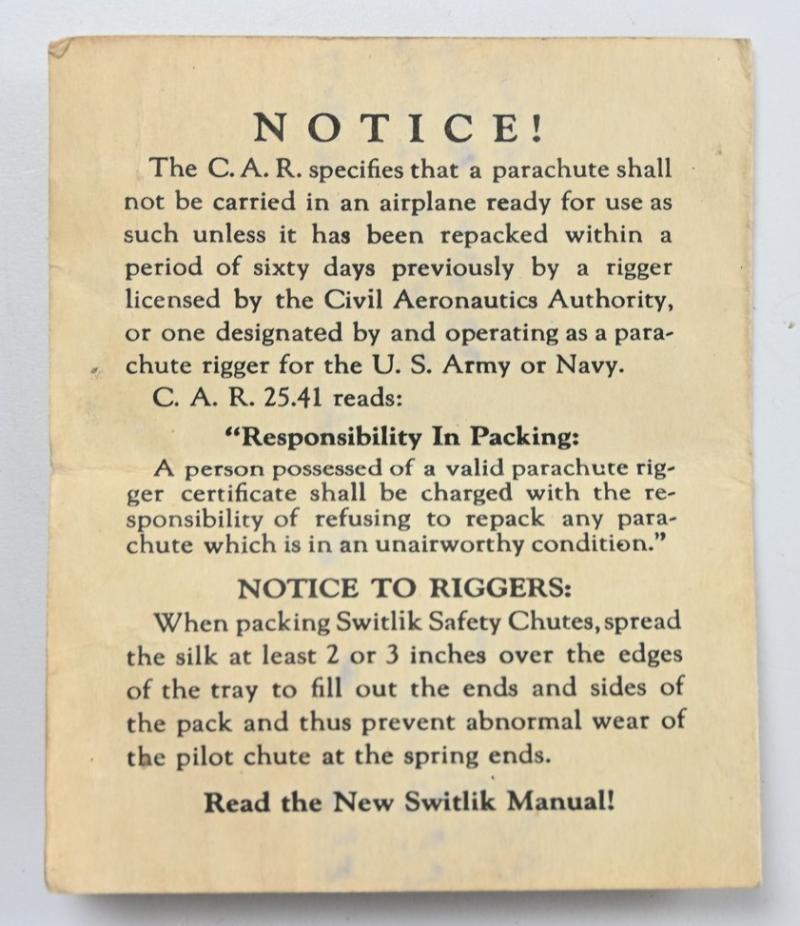 NOTICE!
The C. A. R. specifies that a parachute shall
not be carried in an airplane ready for use as
such unless it has been repacked within a
period of sixty days previously by a rigger
licensed by the Civil Aeronautics Authority,
or one designated by and operating as a para-
chute rigger for the U. S. Army or Navy.
C. A. R. 25.41 reads:
“Responsibility In Packing:
A person possessed of a valid parachute rig-
ger certificate shall be charged with the re-
sponsibility of refusing to repack any para-
chute which is in an unairworthy condition.”
NOTICE TO RIGGERS:
When packing Switlik Safety Chutes, spread
the silk at least 2 or 3 inches over the edges
of the tray to fill out the ends and sides of
the pack and thus prevent abnormal wear of
the pilot chute at the spring ends.
Read the New Switlik Manual!